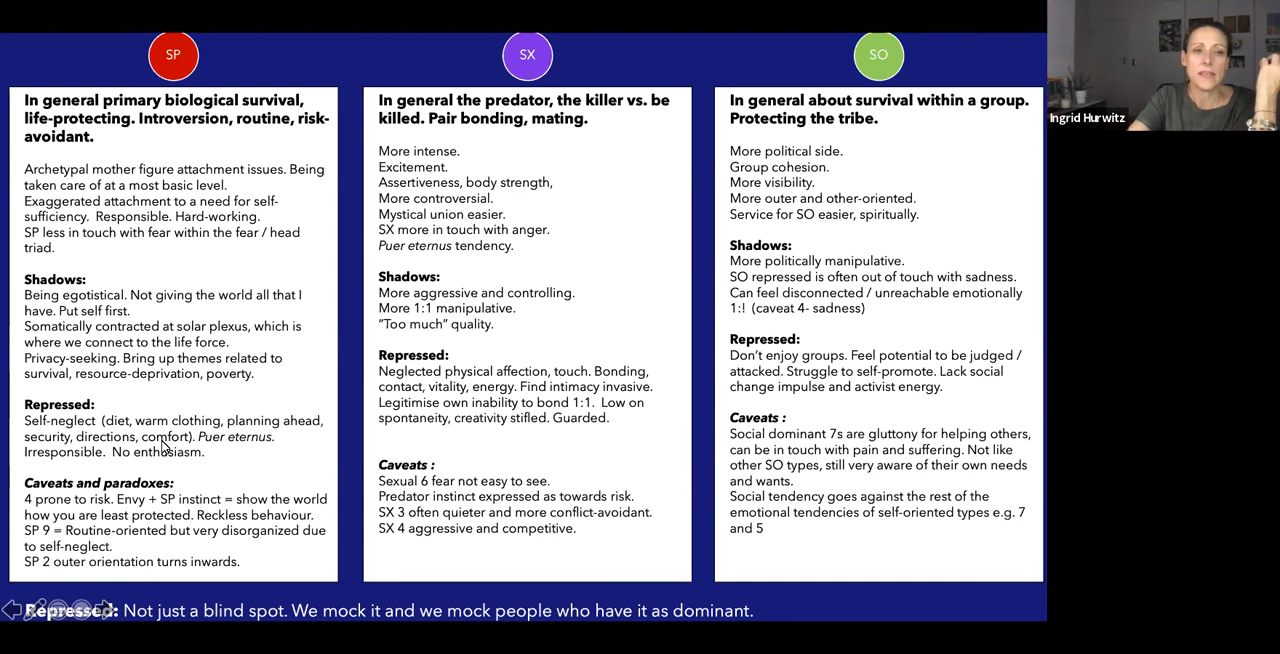 SP
In general primary biological survival,
life-protecting. Introversion, routine, risk-
avoidant.
Archetypal mother figure attachment issues. Being
taken care of at a most basic level.
Exaggerated attachment to a need for self-
sufficiency. Responsible. Hard-working.
SP less in touch with fear within the fear / head
triad.
Shadows:
Being egotistical. Not giving the world all that I
have. Put self first.
Somatically contracted at solar plexus, which is
where we connect to the life force.
Privacy-seeking. Bring up themes related to
survival, resource-deprivation, poverty.
Repressed:
Self-neglect (diet, warm clothing, planning ahead,
security, directions, comfort). Puer eternus.
Irresponsible. No enthusiasm.
Caveats and paradoxes:
4 prone to risk. Envy + SP instinct = show the world
how you are least protected. Reckless behaviour.
SP 9 = Routine-oriented but very disorganized due
to self-neglect.
SP 2 outer orientation turns inwards.
SX
In general the predator, the killer vs. be
killed. Pair bonding, mating.
More intense.
Excitement.
Assertiveness, body strength,
More controversial.
Mystical union easier.
SX more in touch with anger.
Puer eternus tendency.
Shadows:
More aggressive and controlling.
More 1:1 manipulative.
“Too much” quality.
Repressed:
Neglected physical affection, touch. Bonding,
contact, vitality, energy. Find intimacy invasive.
Legitimise own inability to bond 1:1. Low on
spontaneity, creativity stifled. Guarded.
Caveats :
Sexual 6 fear not easy to see.
Predator instinct expressed as towards risk.
SX 3 often quieter and more conflict-avoidant.
SX 4 aggressive and competitive.
SO
In general about survival within a group.
Protecting the tribe.
More political side.
Group cohesion.
More visibility.
More outer and other-oriented.
Service for SO easier, spiritually.
Shadows:
More politically manipulative.
SO repressed is often out of touch with sadness.
Can feel disconnected / unreachable emotionally
1:! (caveat 4- sadness)
Repressed:
Don’t enjoy groups. Feel potential to be judged /
attacked. Struggle to self-promote. Lack social
change impulse and activist energy.
Caveats :
Social dominant 7s are gluttony for helping others,
can be in touch with pain and suffering. Not like
other SO types, still very aware of their own needs
and wants.
Social tendency goes against the rest of the
emotional tendencies of self-oriented types e.g. 7
and 5
Repressed: Not just a blind spot. We mock it and we mock people who have it as dominant.
Ingrid Hurwitz